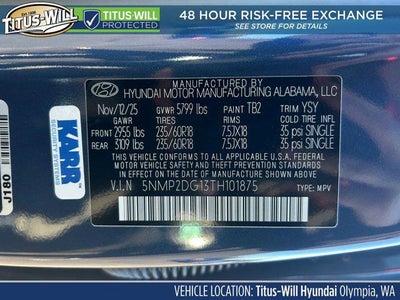 TITUS-WILL
TITUS-WILL
PROTECTED
48 HOUR RISK-FREE EXCHANGE
SEE STORE FOR DETAILS
HYUNDAI
MANUFACTURED BY
HYUNDAI MOTOR MANUFACTURING ALABAMA, LLC
Nov/12/25 GVWR 5799 lbs PAINT TB2 TRIM YSY
GAWR TIRES RIMS COLD TIRE
FRONT 2955 lbs 235/60R18 7.5JX18 35 psi SINGLE
REAR 3109 lbs 235/60R18 7.5JX18 35 psi SINGLE
THIS VEHICLE CONFORMS TO ALL APPLICABLE U.S.A. FEDERAL
MOTOR VEHICLE SAFETY, BUMPER, AND THEFT PREVENTION
STANDARDS IN EFFECT ON THE DATE OF MANUFACTURE SHOWN ABOVE.
V.I.N 5NMP2DG13TH101875 TYPE: MPV
KARR
SECURITY SYSTEMS
J180
VEHICLE LOCATION: Titus-Will Hyundai Olympia, WA